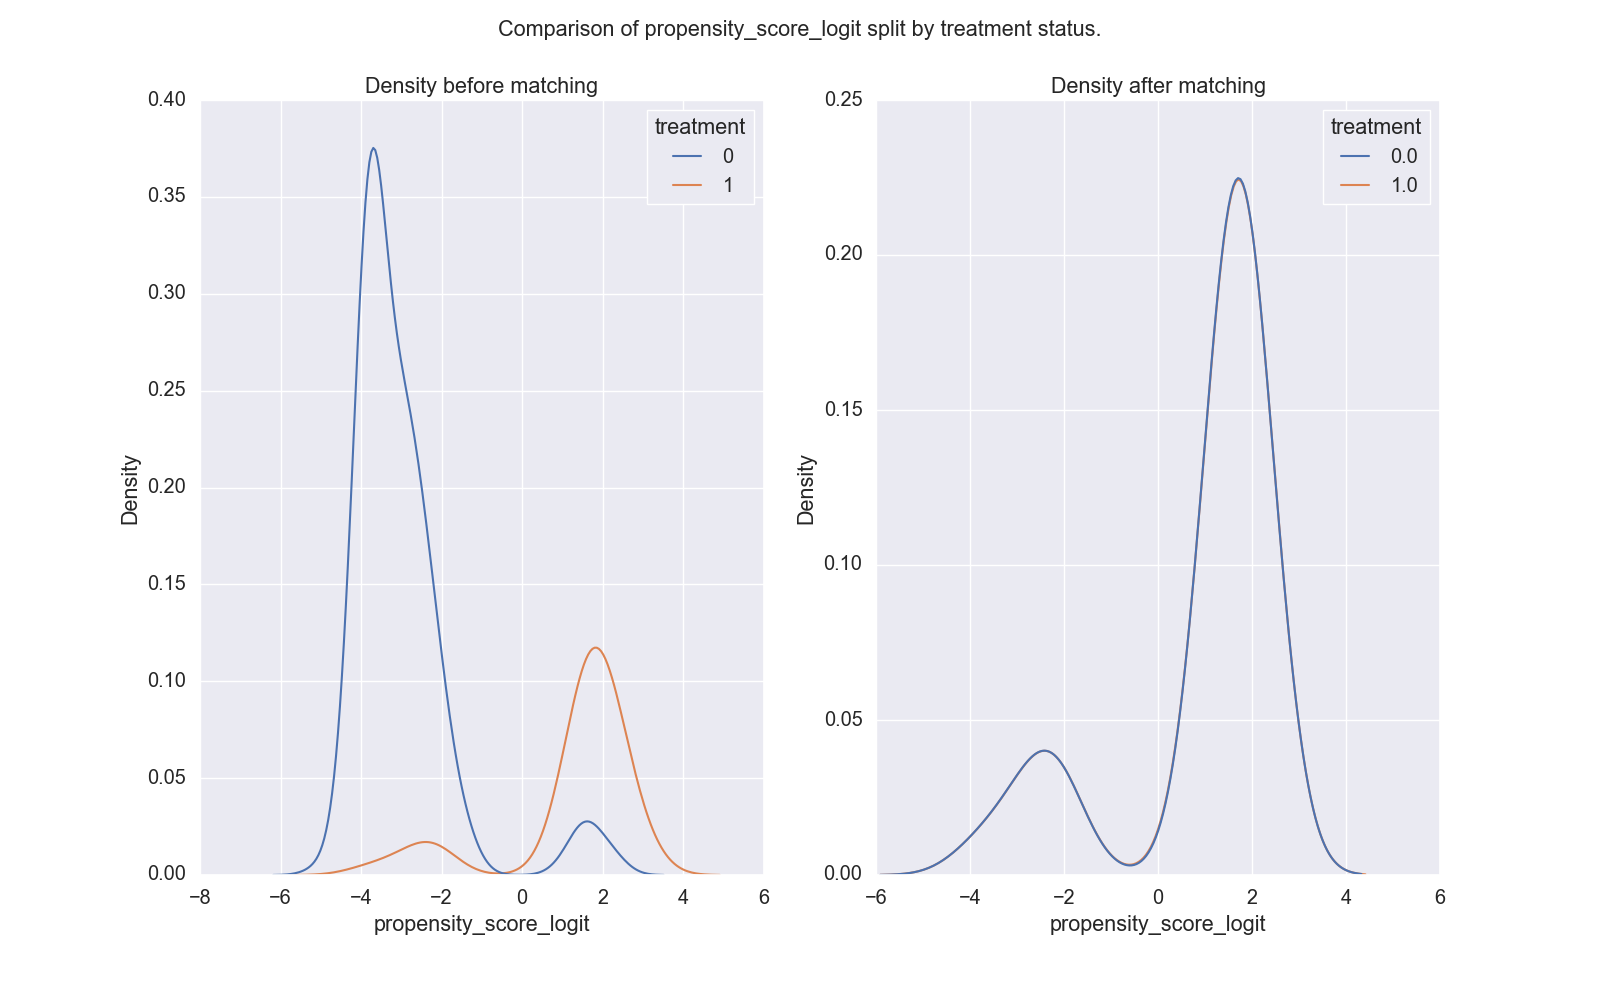 Comparison of propensity_score_logit split by treatment status.
Density before matching
0.40
0.35
0.30
0.25
0.20
0.15
0.10
0.05
0.00
Density
−8 −6 −4 −2 0 2 4 6
propensity_score_logit
treatment
0
1
Density after matching
0.25
0.20
0.15
0.10
0.05
0.00
Density
−6 −4 −2 0 2 4 6
propensity_score_logit
treatment
0.0
1.0